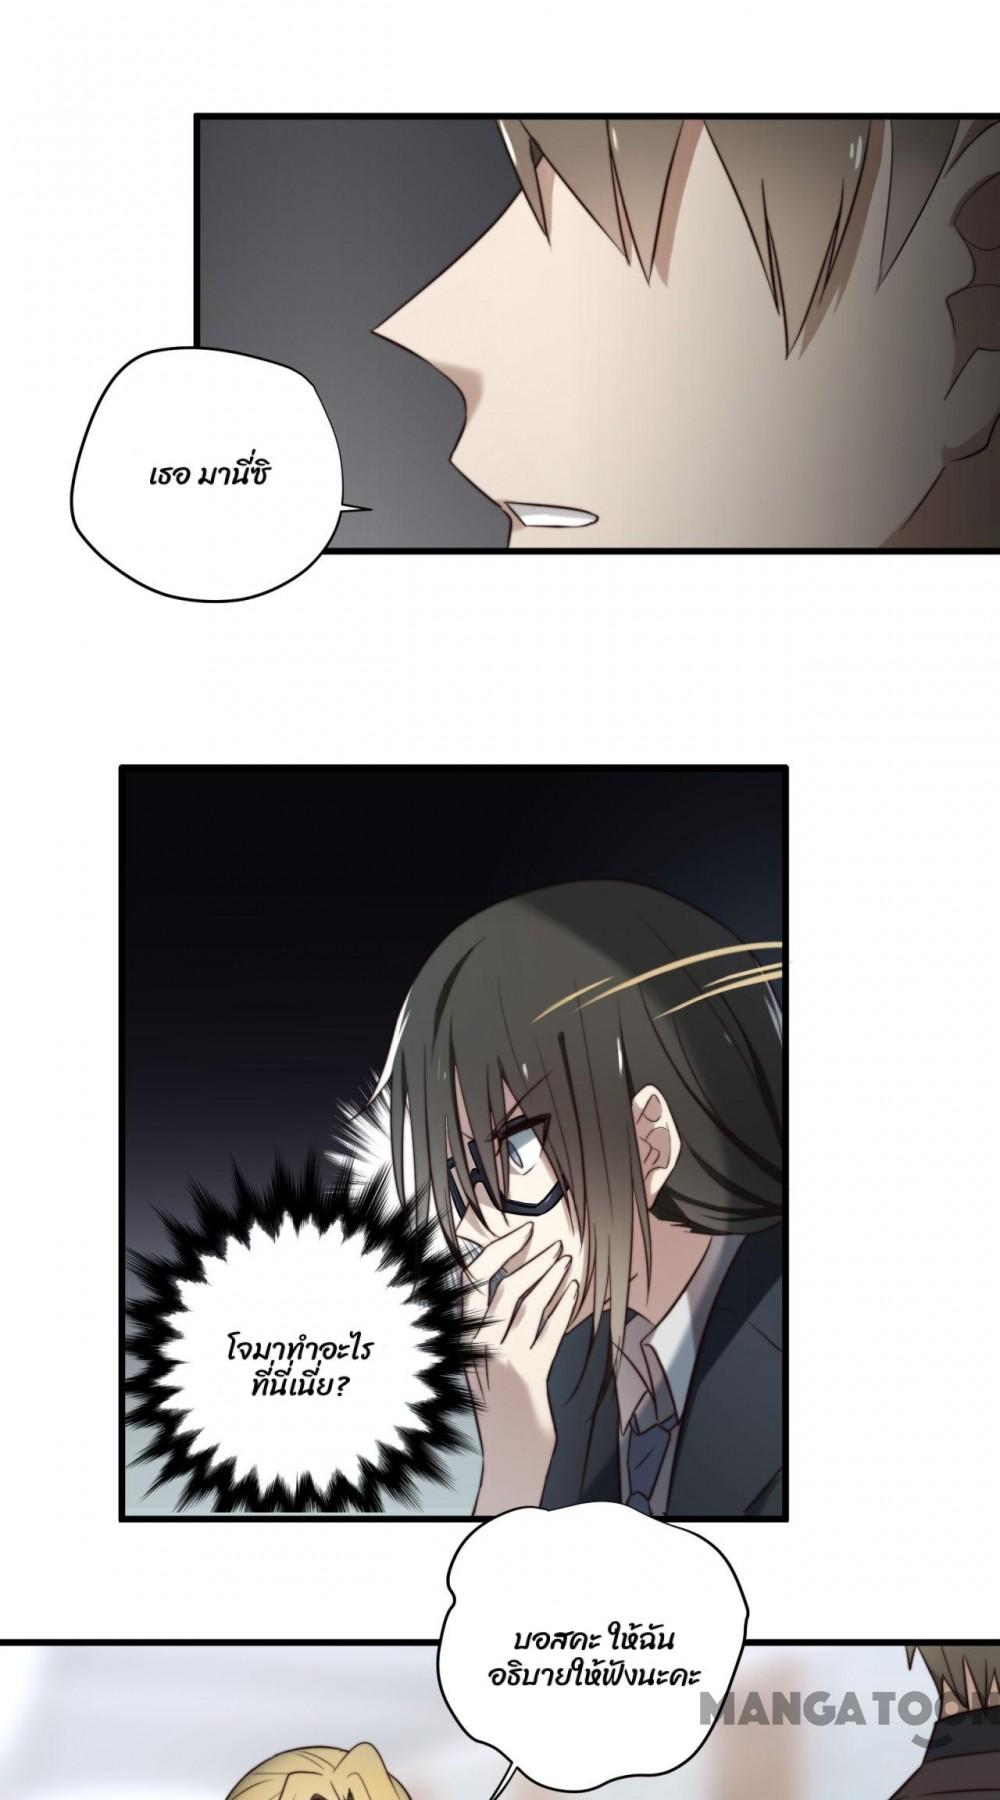 เธอ มานี่ซิ
โจมาทำอะไร
ที่นี่เนี่ย?
บอสคะ ให้ฉัน
อธิบายให้ฟังนะคะ
MANGATOON